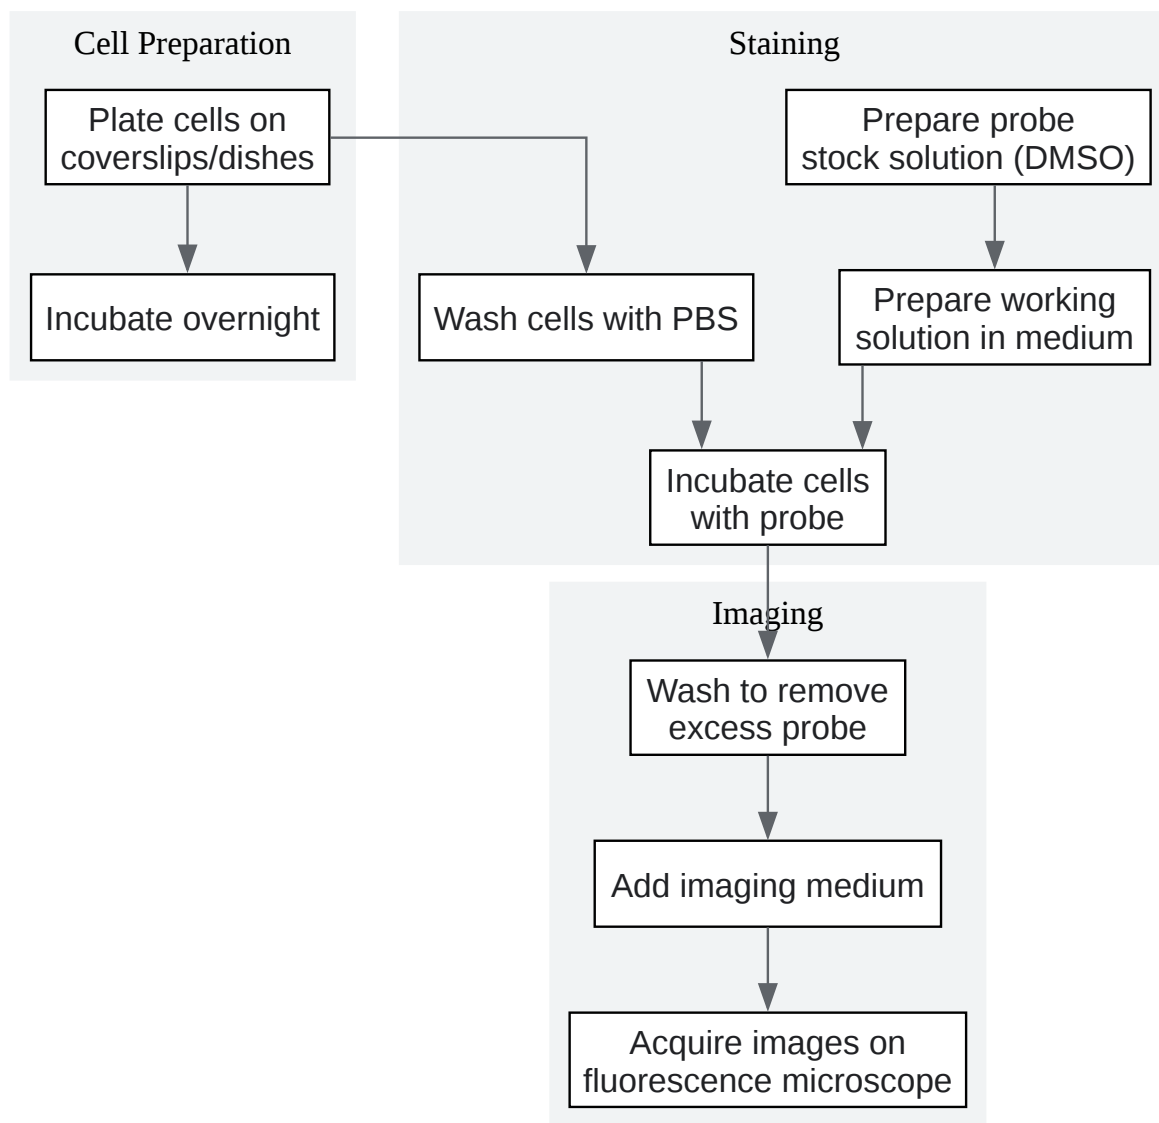 Cell Preparation
Plate cells on
coverslips/dishes
Incubate overnight
Staining
Prepare probe
stock solution (DMSO)
Wash cells with PBS
Prepare working
solution in medium
Incubate cells
with probe
Imaging
Wash to remove
excess probe
Add imaging medium
Acquire images on
fluorescence microscope